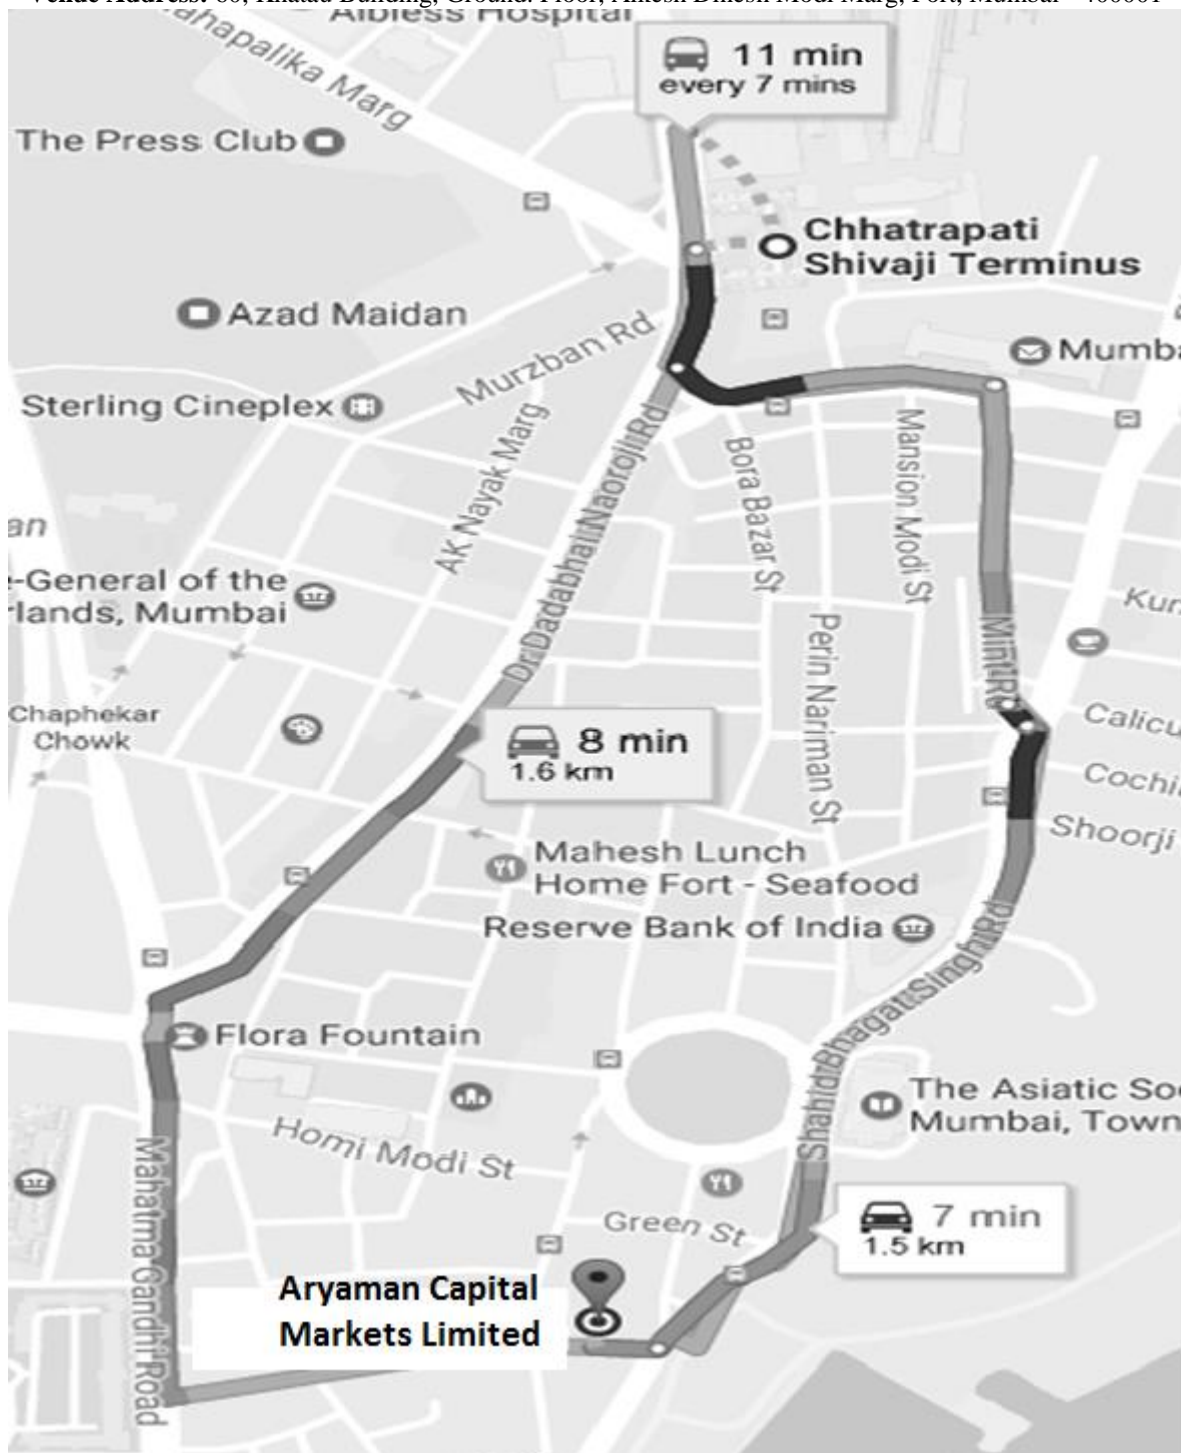 Venue Address: 60, Khatau Building, Ground. Floor, Alkesh Dinesh Modi Marg, Fort, Mumbai - 400001
Albless Hospital
Mahapalika Marg
11 min
every 7 mins
The Press Club
Chhatrapati
Shivaji Terminus
Azad Maidan
Murzban Rd
Mumba
Sterling Cineplex
AK Nayak Marg
Dr Dadabhai Naoroji Rd
Bora Bazar St
Mansion Modi St
an
-General of the
rlands, Mumbai
Kur
Perin Nariman St
Mint Rd
Chaphekar
Chowk
8 min
1.6 km
Calicu
Cochi
Shoorji
Mahesh Lunch
Home Fort - Seafood
Reserve Bank of India
Shahid Bhagat Singh Rd
Flora Fountain
The Asiatic So
Mumbai, Town
Homi Modi St
Mahatma Gandhi Road
7 min
1.5 km
Green St
Aryaman Capital
Markets Limited